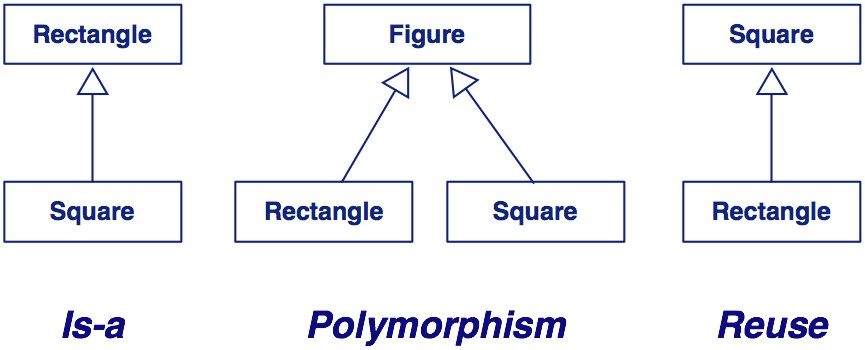 Rectangle
Figure
Square
Square
Rectangle
Square
Rectangle
Is-a
Polymorphism
Reuse